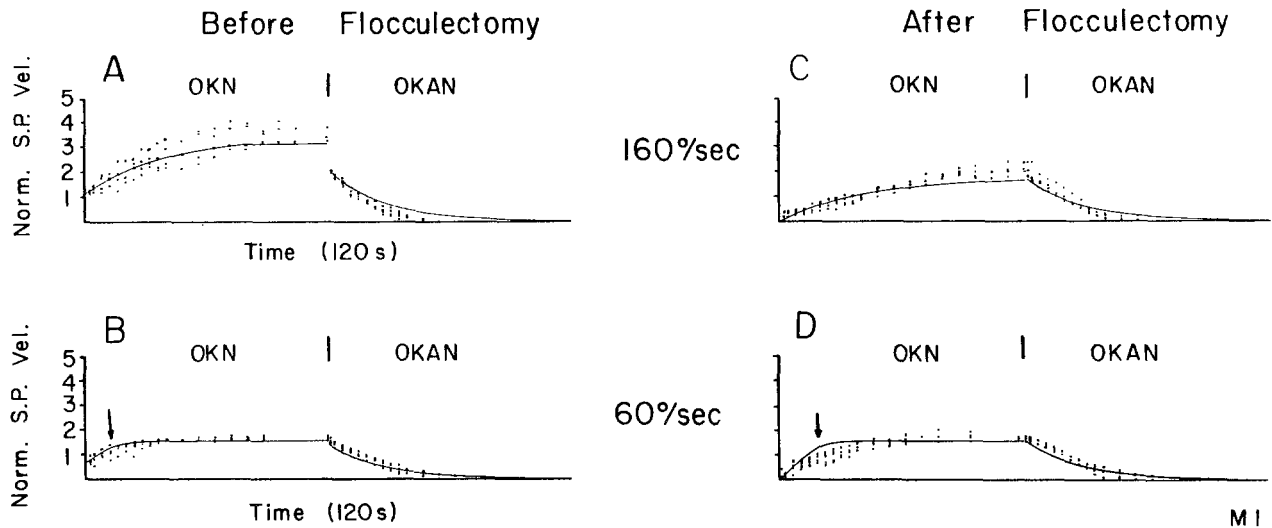 Before Flocculectomy
After Flocculectomy
A
OKN
OKAN
Norm. S.P. Vel.
5
4
3
2
1
Time (120s)
160°/sec
C
OKN
OKAN
B
OKN
OKAN
Norm. S.P. Vel.
5
4
3
2
1
Time (120s)
60°/sec
D
OKN
OKAN
M1